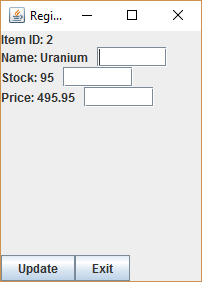 Regi...
Item ID: 2
Name: Uranium
Stock: 95
Price: 495.95
Update Exit